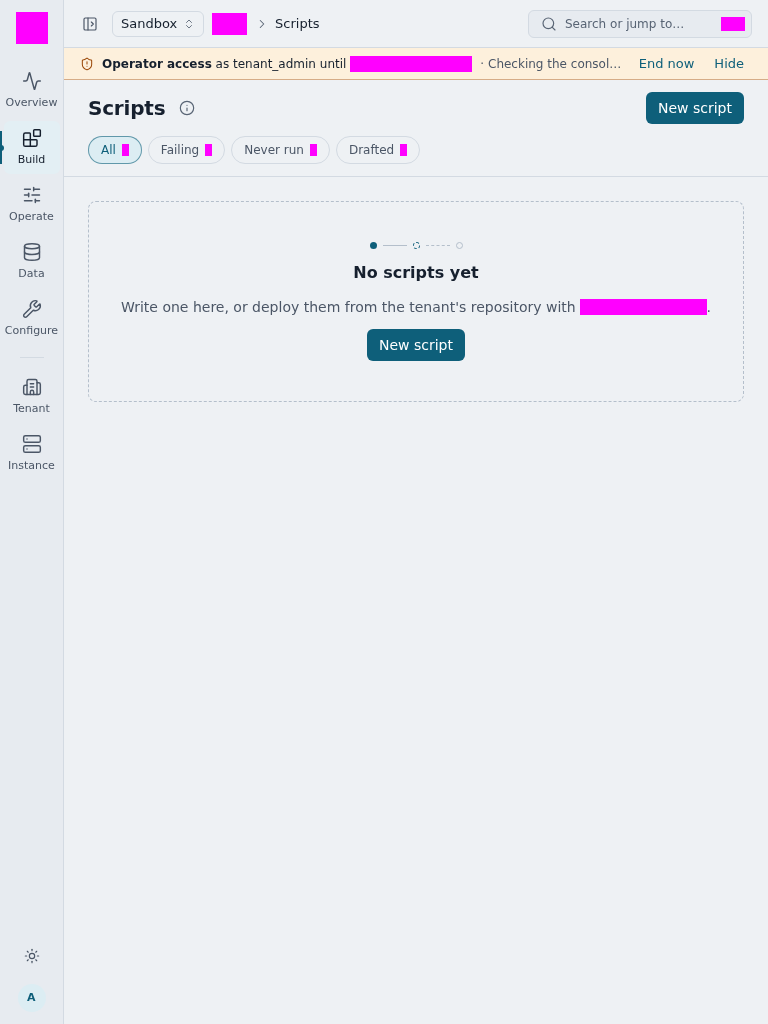 Sandbox
Scripts
Search or jump to…
Operator access as tenant_admin until
· Checking the consol…
End now
Hide
Overview
Build
Operate
Data
Configure
Tenant
Instance
A
Scripts
New script
All
Failing
Never run
Drafted
No scripts yet
Write one here, or deploy them from the tenant's repository with .
New script